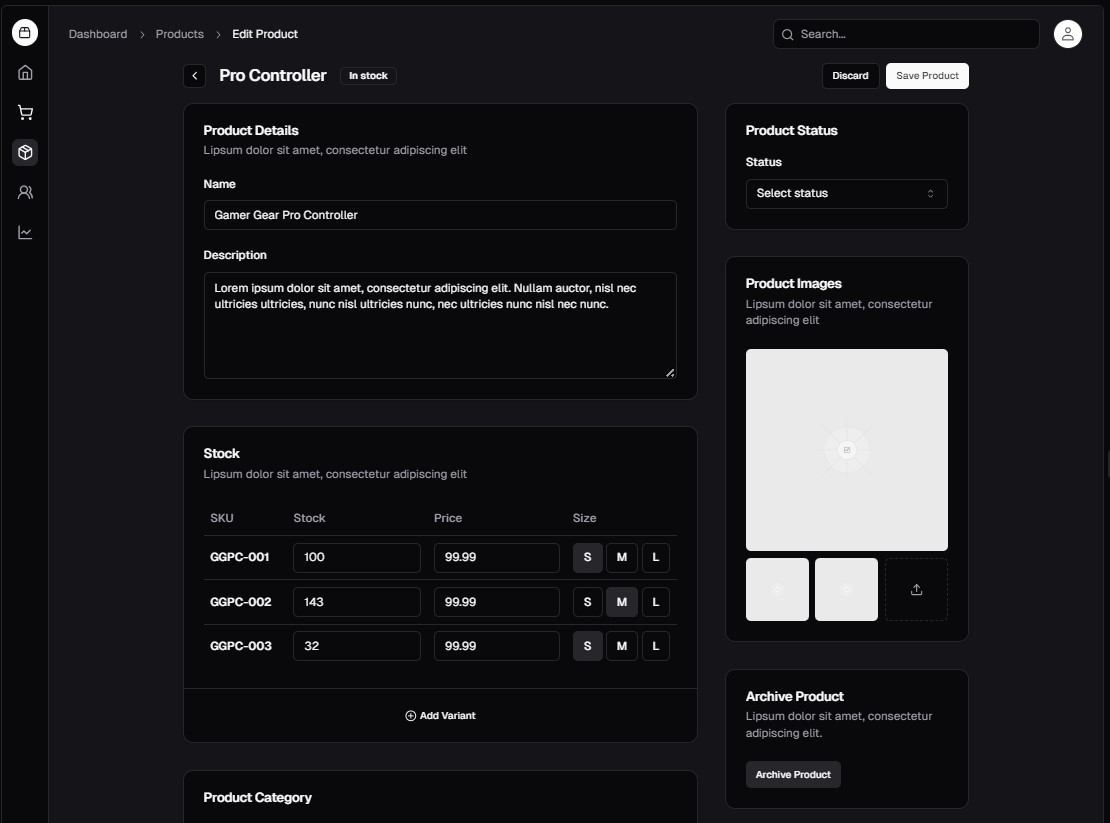 Dashboard > Products > Edit Product
Search...
Pro Controller
In stock
Discard
Save Product
Product Details
Lipsum dolor sit amet, consectetur adipiscing elit
Name
Gamer Gear Pro Controller
Description
Lorem ipsum dolor sit amet, consectetur adipiscing elit. Nullam auctor, nisl nec
ultricies ultricies, nunc nisl ultricies nunc, nec ultricies nunc nisl nec nunc.
Stock
Lipsum dolor sit amet, consectetur adipiscing elit
SKU Stock Price Size
GGPC-001 100 99.99 S M L
GGPC-002 143 99.99 S M L
GGPC-003 32 99.99 S M L
Add Variant
Product Category
Product Status
Status
Select status
Product Images
Lipsum dolor sit amet, consectetur
adipiscing elit
Archive Product
Lipsum dolor sit amet, consectetur
adipiscing elit.
Archive Product